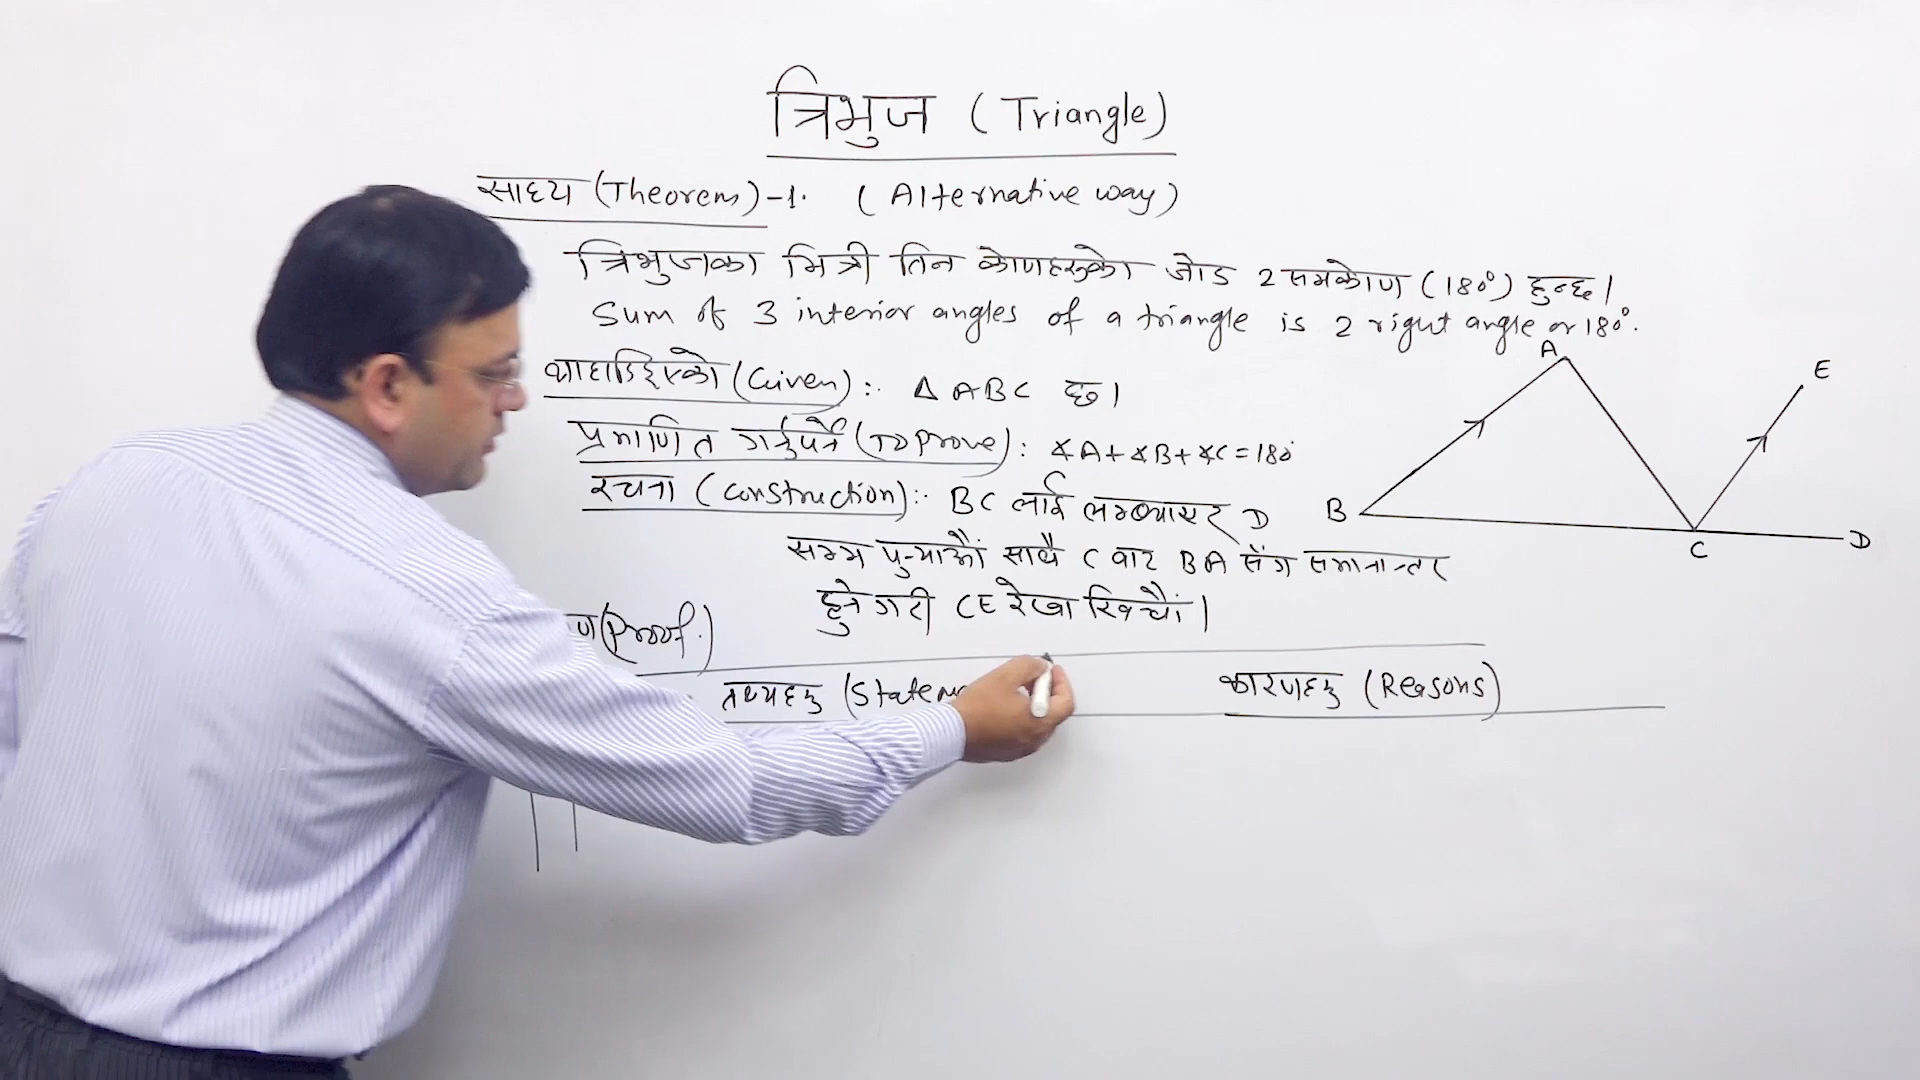 त्रिभुज (Triangle)
साध्य (Theorem)-1. (Alternative way)
त्रिभुजका भित्री तिन कोणहरुको जोड 2 समकोण (180°) हुन्छ।
Sum of 3 interior angles of a triangle is 2 right angle or 180°.
थाहादिइएको (Given):- Δ ABC छ।
प्रमाणित गर्नुपर्ने (To prove): ∡A+∡B+∡C=180°
रचना (Construction):- BC लाई लम्ब्याएर D
सम्म पुर्‍याऔं साथै C बाट BA सँग समानान्तर
हुने गरी CE रेखा खिचौं।
(Proof.)
तथ्यहरु (Statem
कारणहरु (Reasons)
A
E
B
C
D